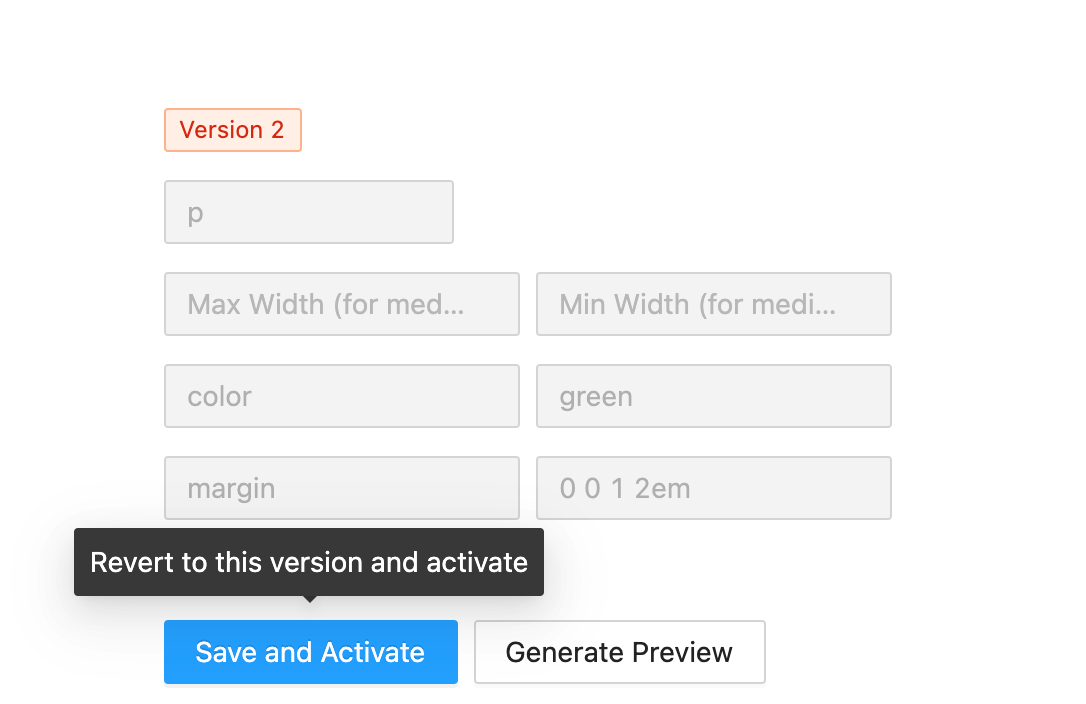 Version 2
p
Max Width (for med...
Min Width (for medi...
color
green
margin
0 0 1 2em
Revert to this version and activate
Save and Activate
Generate Preview